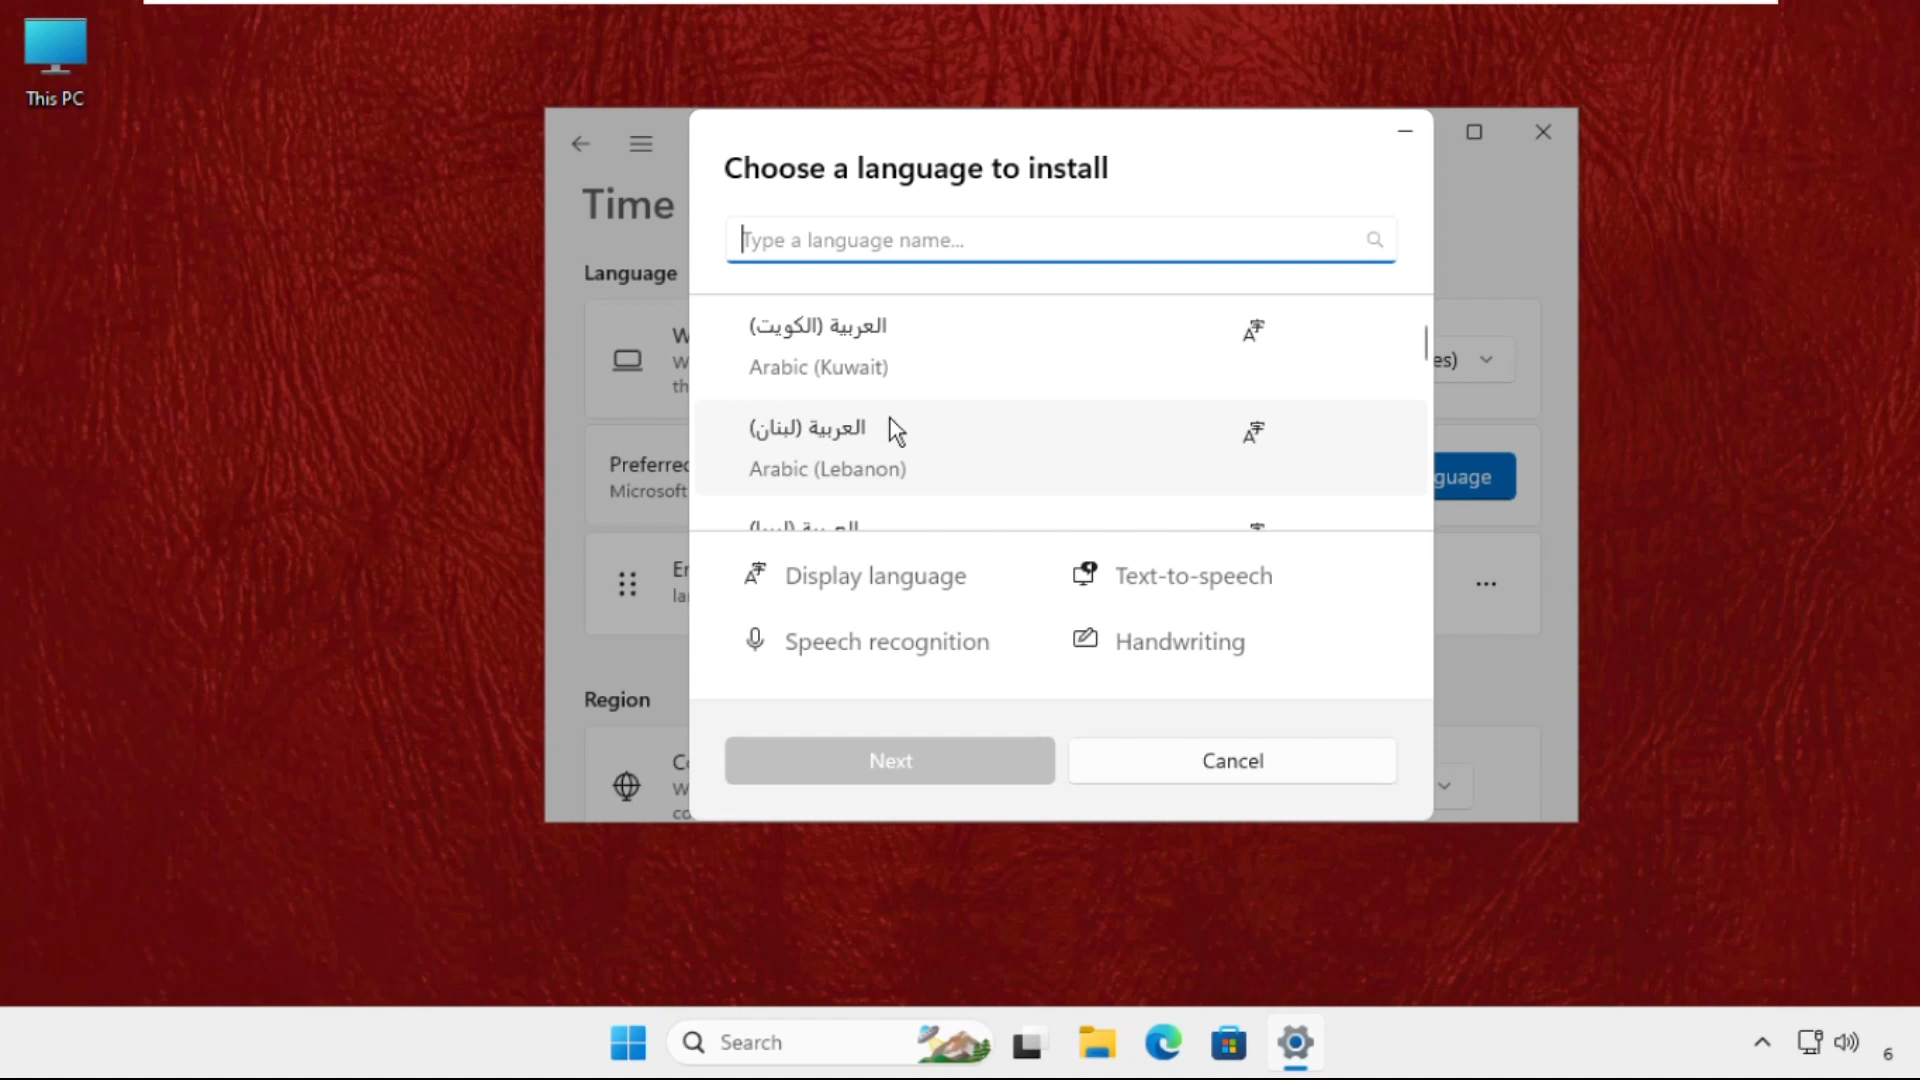 This PC
Choose a language to install
Time
Type a language name...
Language
العربية (الكويت)
Arabic (Kuwait)
es)
العربية (لبنان)
Arabic (Lebanon)
Preferred
Microsoft
guage
Display language
Text-to-speech
Speech recognition
Handwriting
Region
Next
Cancel
Search
6